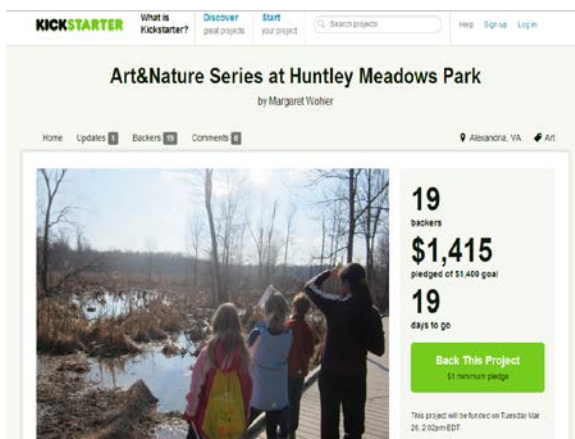 KICKSTARTER
What is
Kickstarter?
Discover
great projects
Start
your project
Search projects
Help Sign up Log in
Art&Nature Series at Huntley Meadows Park
by Margaret Wohler
Home Updates 1 Backers 19 Comments 0
Alexandria, VA Art
19
backers
$1,415
pledged of $1,400 goal
19
days to go
Back This Project
$1 minimum pledge
This project will be funded on Tuesday Mar
26, 2:02pm EDT.